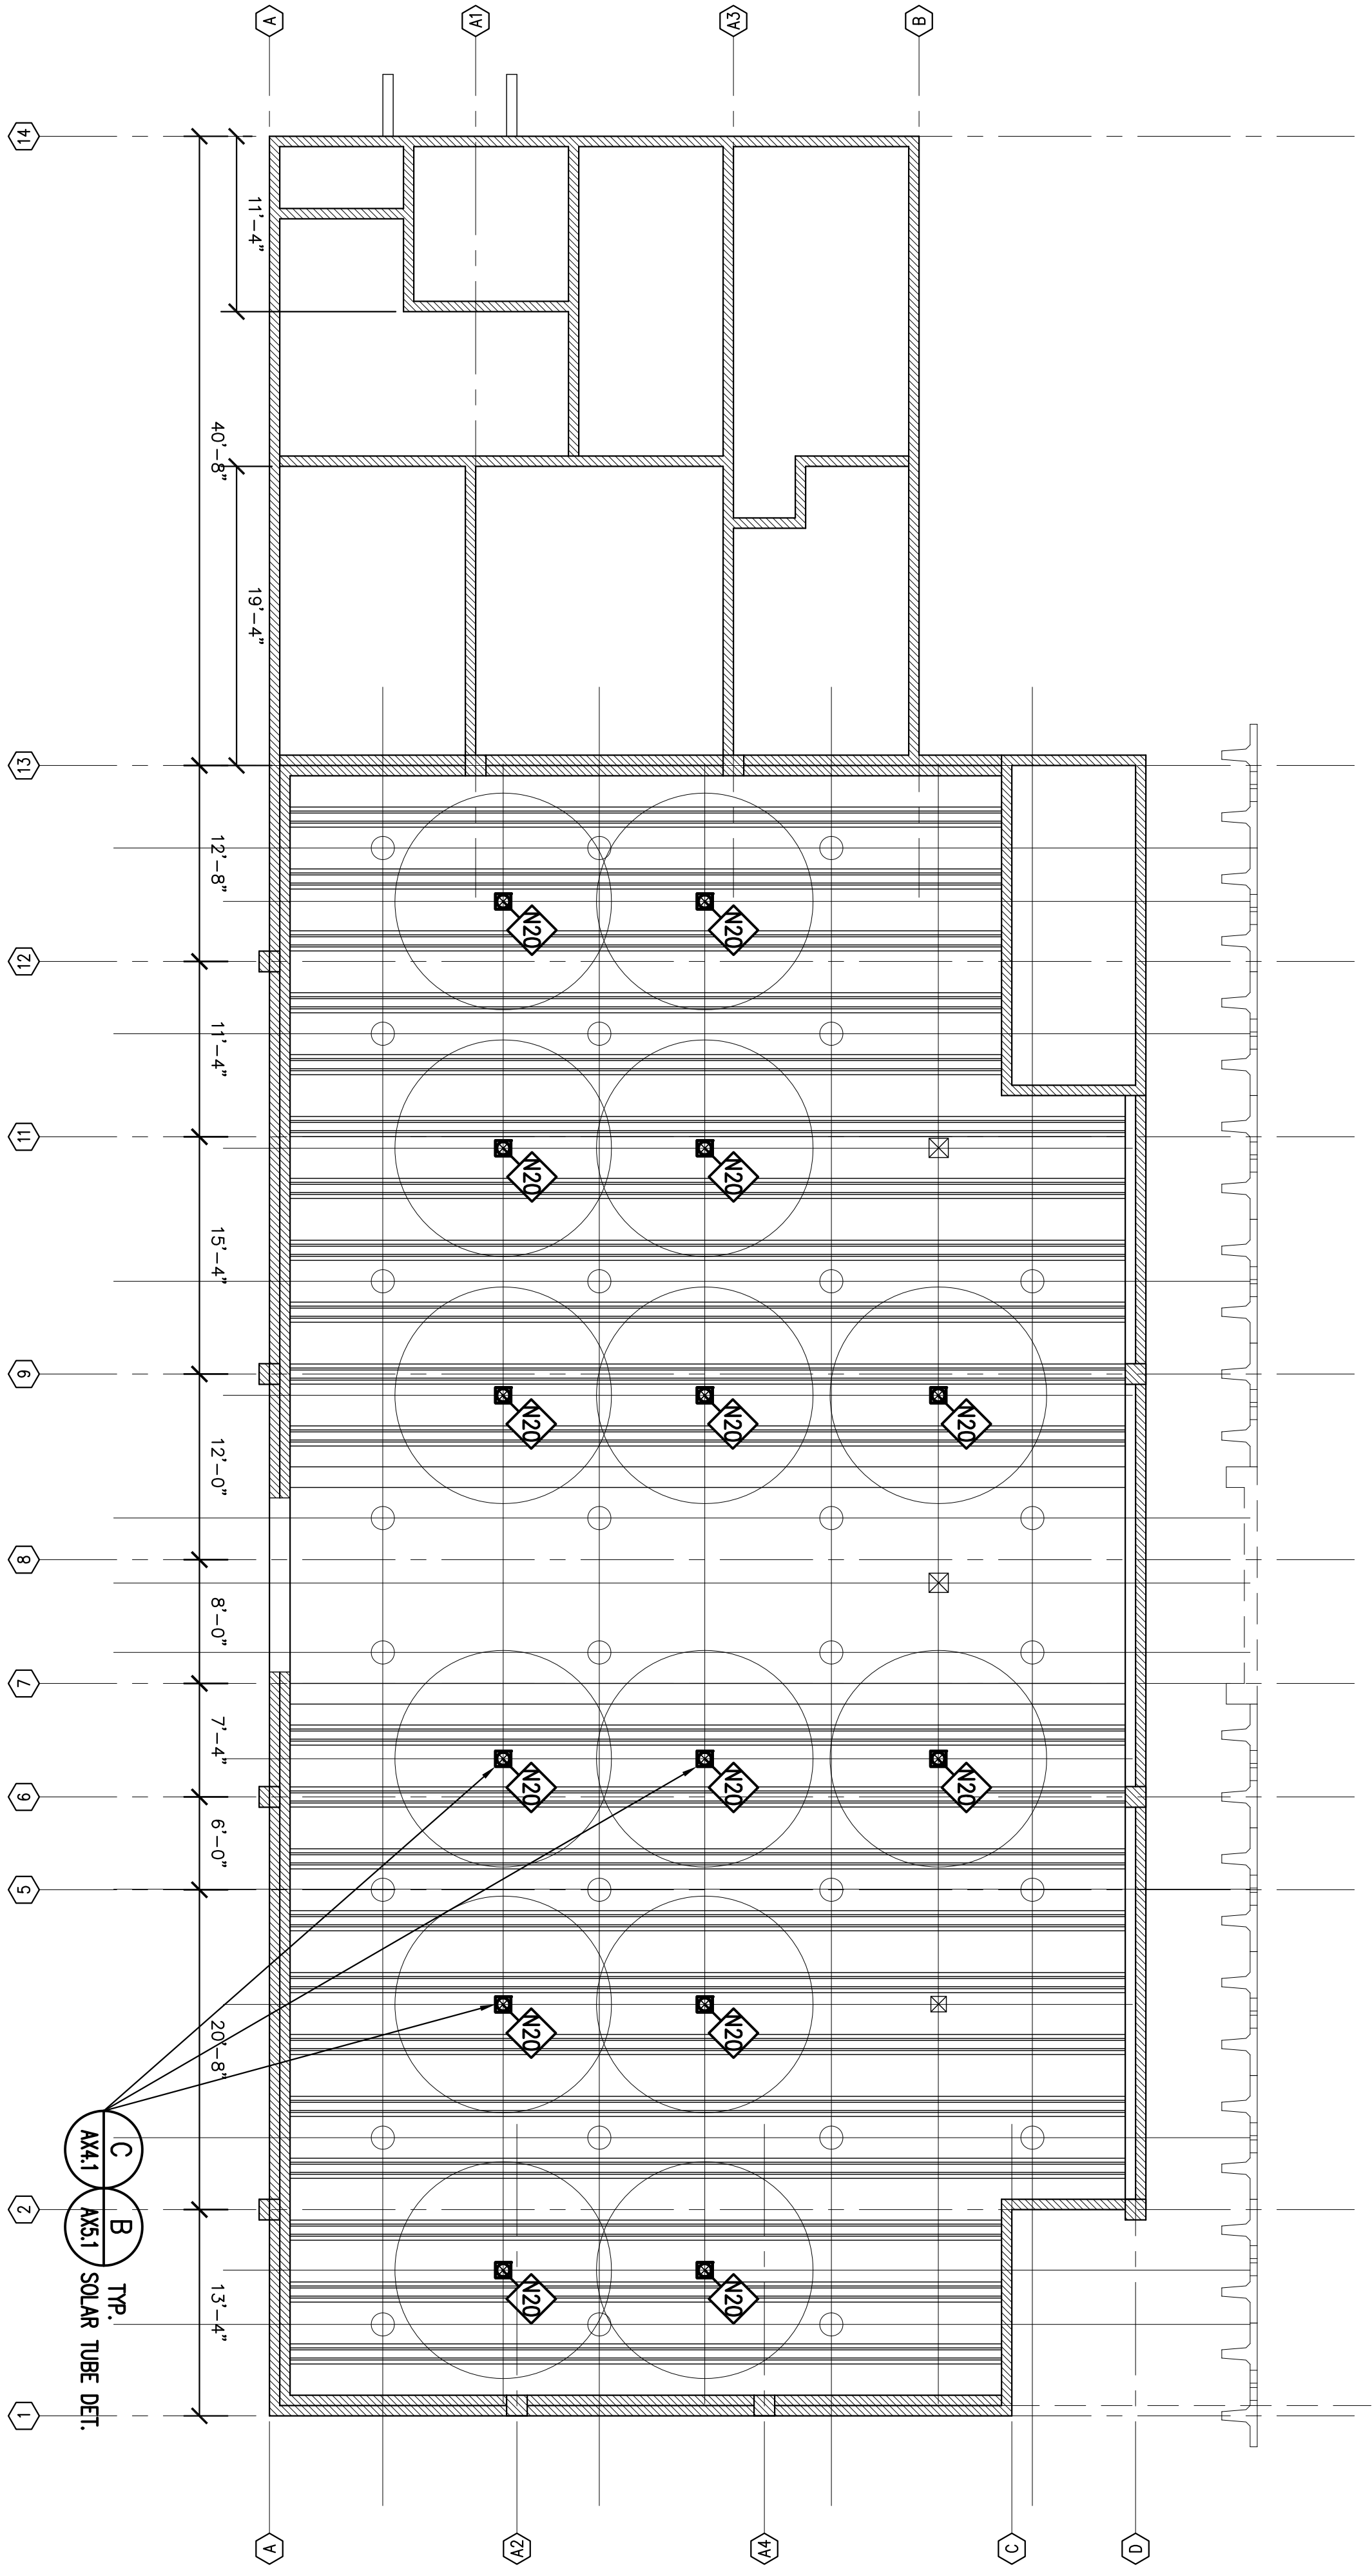 A
A1
A3
B
14
11'-4"
40'-8"
19'-4"
13
12'-8"
N20
N20
12
11'-4"
11
N20
N20
15'-4"
9
N20
N20
N20
12'-0"
8
8'-0"
7
7'-4"
N20
N20
N20
6
6'-0"
5
20'-8"
N20
N20
C
AX4.1
B
AX5.1
TYP.
SOLAR TUBE DET.
2
13'-4"
N20
N20
1
A
A2
A4
C
D